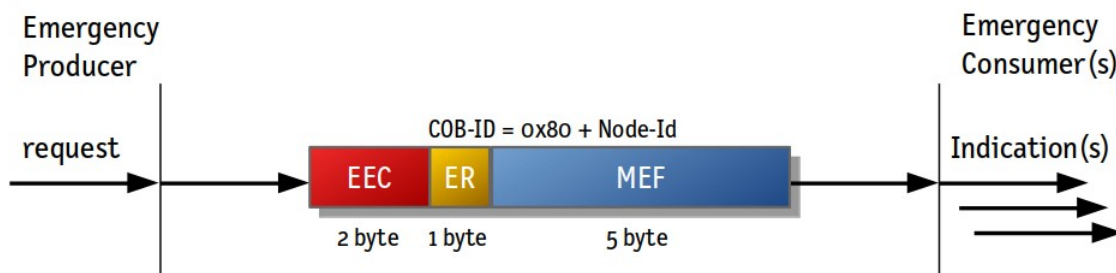 Emergency
Producer
Emergency
Consumer(s)
COB-ID = 0x80 + Node-Id
request
EEC
ER
MEF
Indication(s)
2 byte
1 byte
5 byte